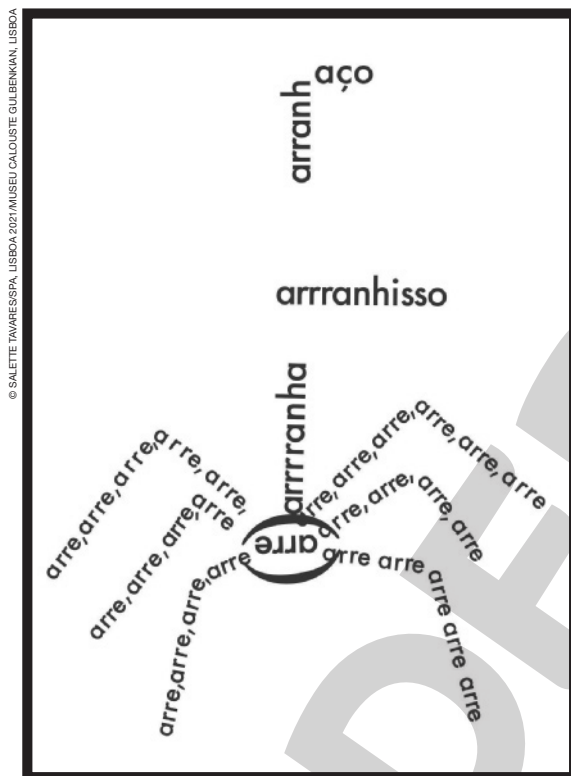 © SALETTE TAVARES/SPA, LISBOA 2021/MUSEU CALOUSTE GULBENKIAN, LISBOA
arranhaço
arrranhisso
arrrranha
arre,arre,arre,arre,arre,
arre,arre,arre,arre
arre,arre,arre,arre
arre
arre,arre,arre,arre,arre,arre
arre,arre,arre,arre
arre arre arre arre arre